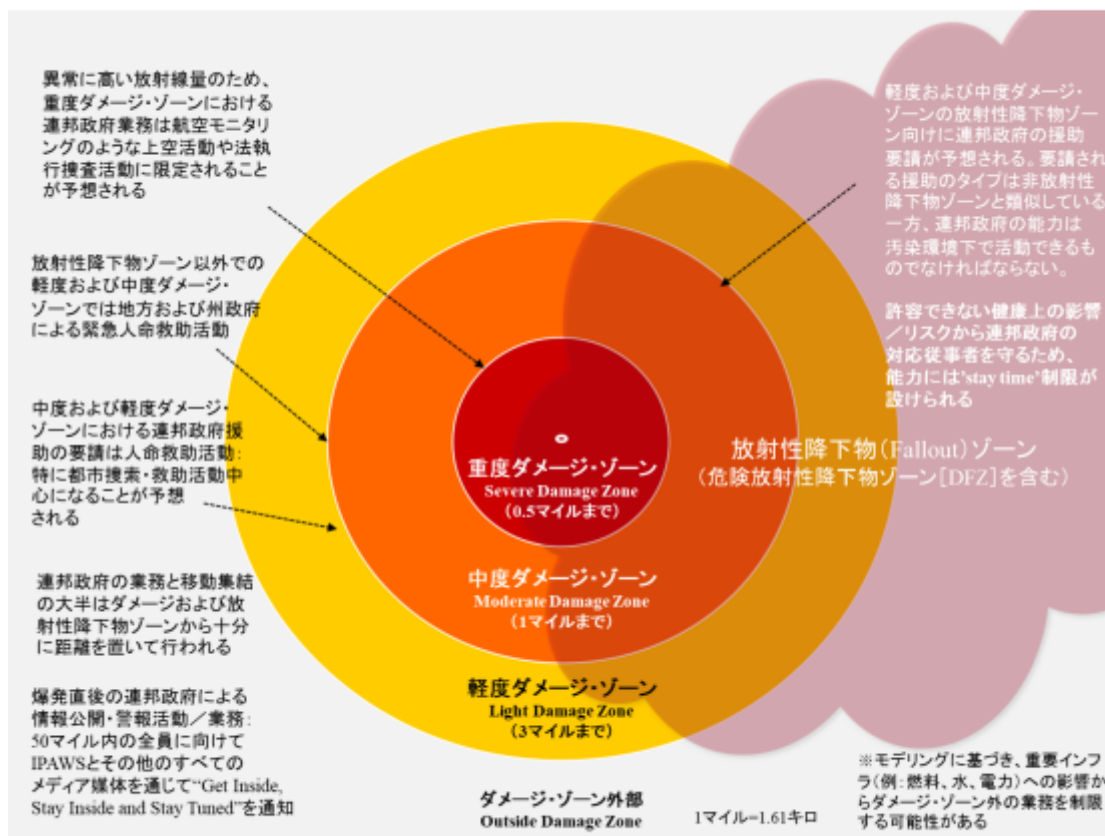 異常に高い放射線量のため、
重度ダメージ・ゾーンにおける
連邦政府業務は航空モニタ
リングのような上空活動や法執
行捜査活動に限定されること
が予想される
放射性降下物ゾーン以外での
軽度および中度ダメージ・
ゾーンでは地方および州政府
による緊急人命救助活動
中度および軽度ダメージ・
ゾーンにおける連邦政府援
助の要請は人命救助活動:
特に都市捜索・救助活動中
心になることが予想
される
連邦政府の業務と移動集結
の大半はダメージおよび放
射性降下物ゾーンから十分
に距離を置いて行われる
爆発直後の連邦政府による
情報公開・警報活動/業務:
50マイル内の全員に向けて
IPAWSとその他のすべての
メディア媒体を通じて“Get Inside,
Stay Inside and Stay Tuned”を通知
重度ダメージ・ゾーン
Severe Damage Zone
(0.5マイルまで)
中度ダメージ・ゾーン
Moderate Damage Zone
(1マイルまで)
軽度ダメージ・ゾーン
Light Damage Zone
(3マイルまで)
ダメージ・ゾーン外部
Outside Damage Zone
1マイル=1.61キロ
軽度および中度ダメージ・
ゾーンの放射性降下物ゾー
ン向けに連邦政府の援助
要請が予想される。要請され
る援助のタイプは非放射性
降下物ゾーンと類似している
一方、連邦政府の能力は
汚染環境下で活動できるも
のでなければならない。
許容できない健康上の影響
/リスクから連邦政府の
対応従事者を守るため、
能力には'stay time'制限が
設けられる
放射性降下物(Fallout)ゾーン
(危険放射性降下物ゾーン[DFZ]を含む)
※モデリングに基づき、重要インフ
ラ(例:燃料、水、電力)への影響か
らダメージ・ゾーン外の業務を制限
する可能性がある